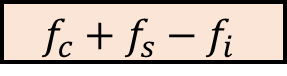 f_c + f_s − f_i